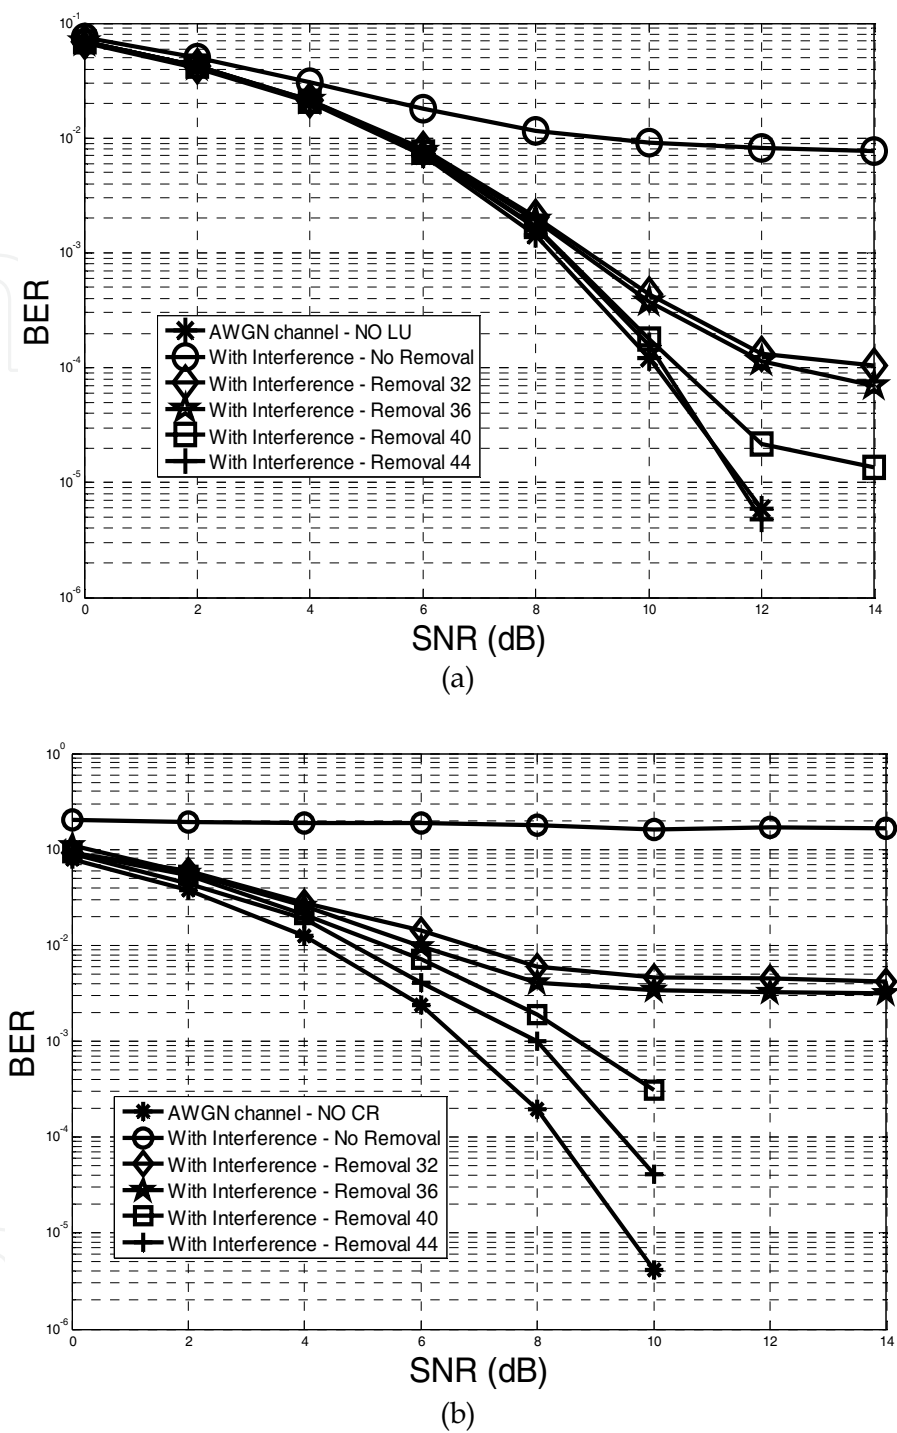 10-1
10-2
10-3
BER
AWGN channel - NO LU
With Interference - No Removal
10-4
With Interference - Removal 32
With Interference - Removal 36
With Interference - Removal 40
With Interference - Removal 44
10-5
10-6
0 2 4 6 8 10 12 14
SNR (dB)
(a)
100
10
10-2
10-3
BER
AWGN channel - NO CR
10-4
With Interference - No Removal
With Interference - Removal 32
With Interference - Removal 36
With Interference - Removal 40
10-5
With Interference - Removal 44
10-6
0 2 4 6 8 10 12 14
SNR (dB)
(b)